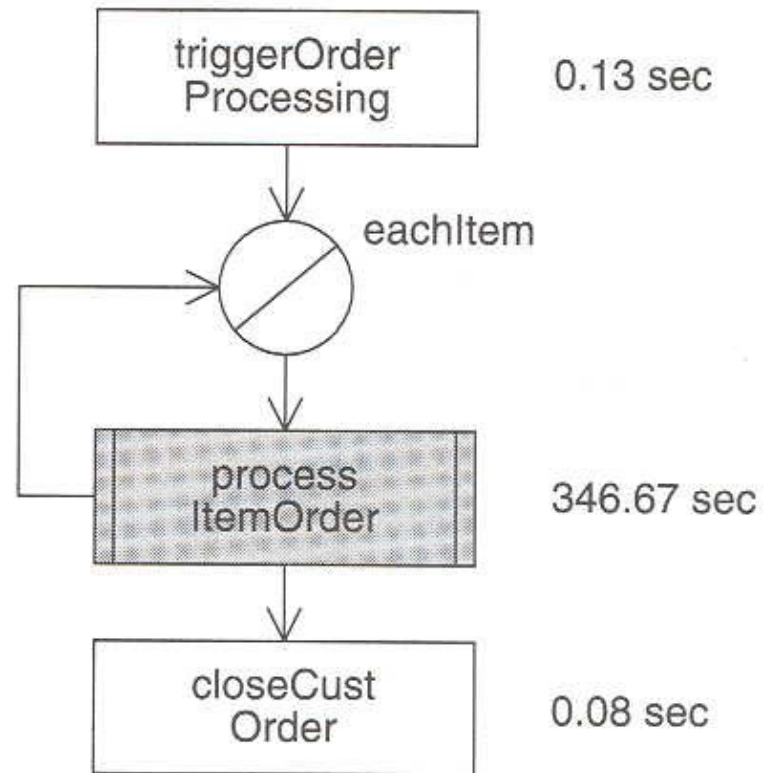 triggerOrder
Processing
0.13 sec
eachItem
process
ItemOrder
346.67 sec
closeCust
Order
0.08 sec